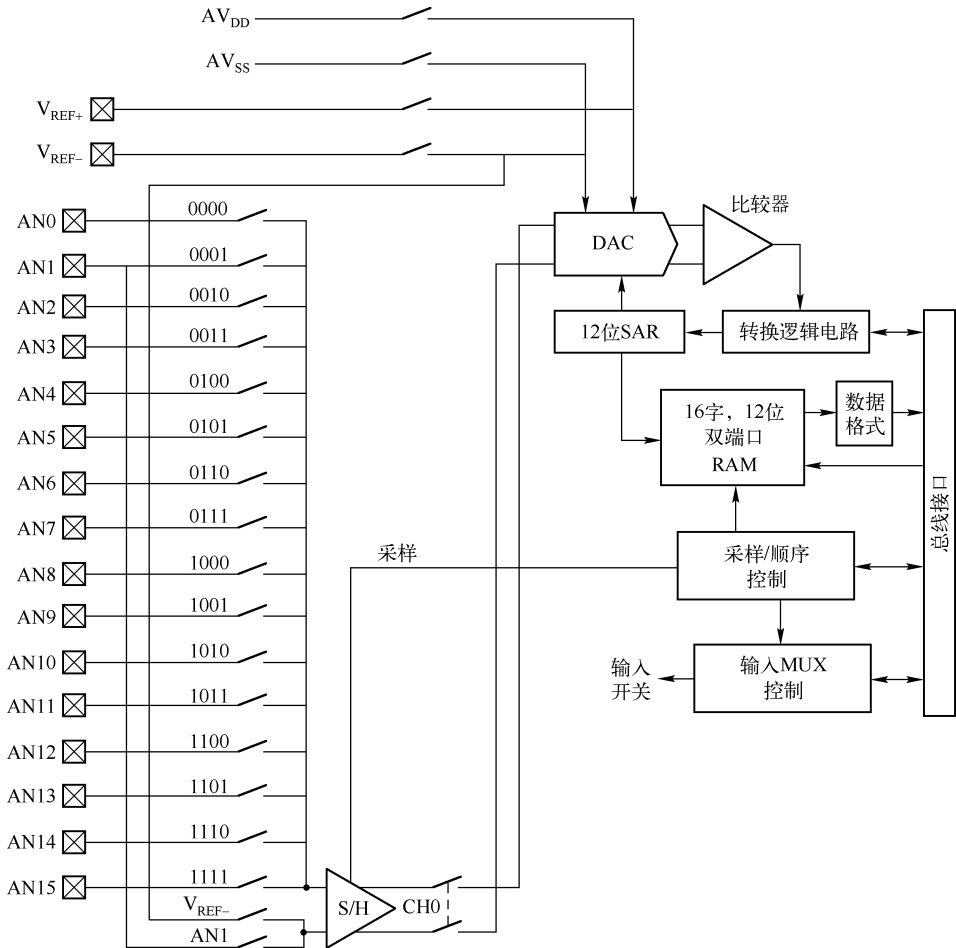 AVDD
AVSS
VREF+
VREF−
AN0 0000
AN1 0001
AN2 0010
AN3 0011
AN4 0100
AN5 0101
AN6 0110
AN7 0111
AN8 1000
AN9 1001
AN10 1010
AN11 1011
AN12 1100
AN13 1101
AN14 1110
AN15 1111
VREF−
AN1
S/H
CH0
采样
DAC
比较器
12位SAR
转换逻辑电路
16字，12位
双端口
RAM
数据
格式
采样/顺序
控制
输入MUX
控制
输入
开关
总线接口